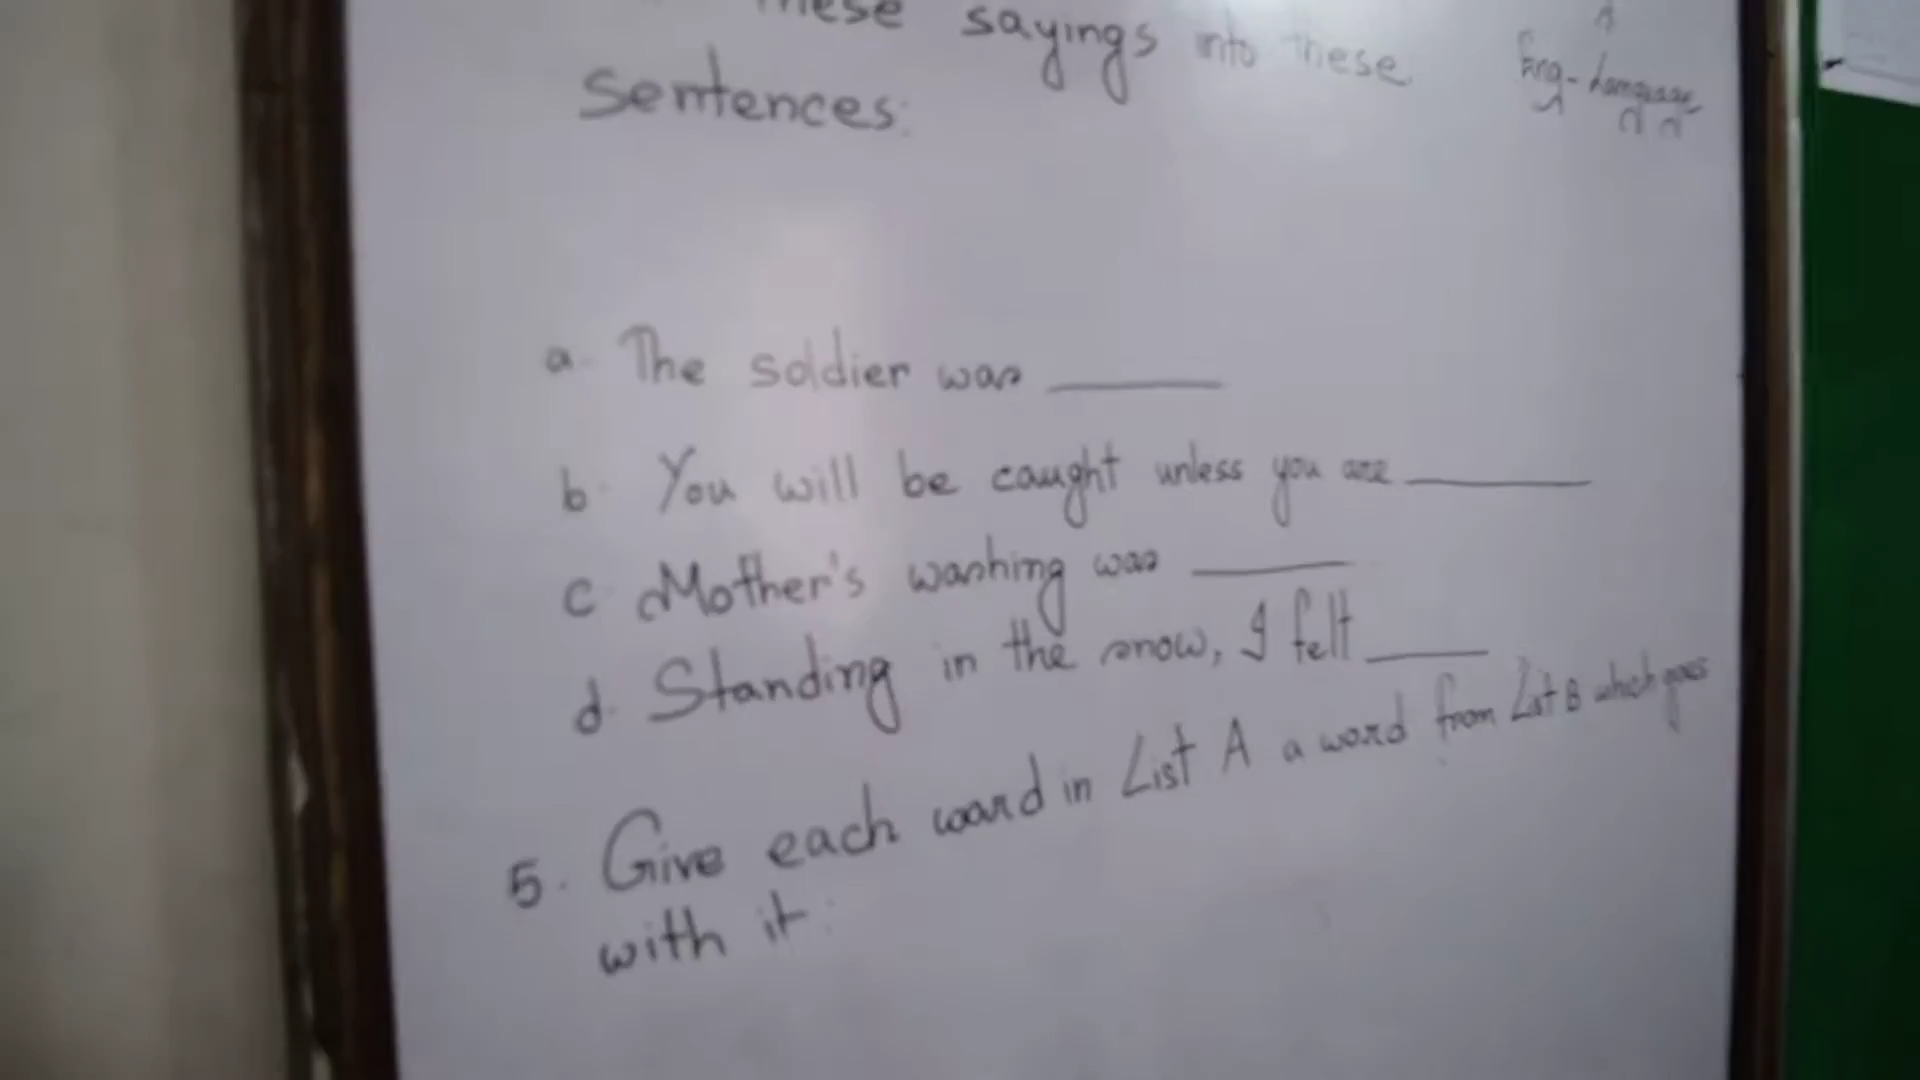 these sayings into these
sentences:
Eng- Language
a. The soldier was ______
b. You will be caught unless you are ______
c. Mother's washing was ______
d. Standing in the snow, I felt ______
5. Give each word in List A a word from List B which goes
with it: